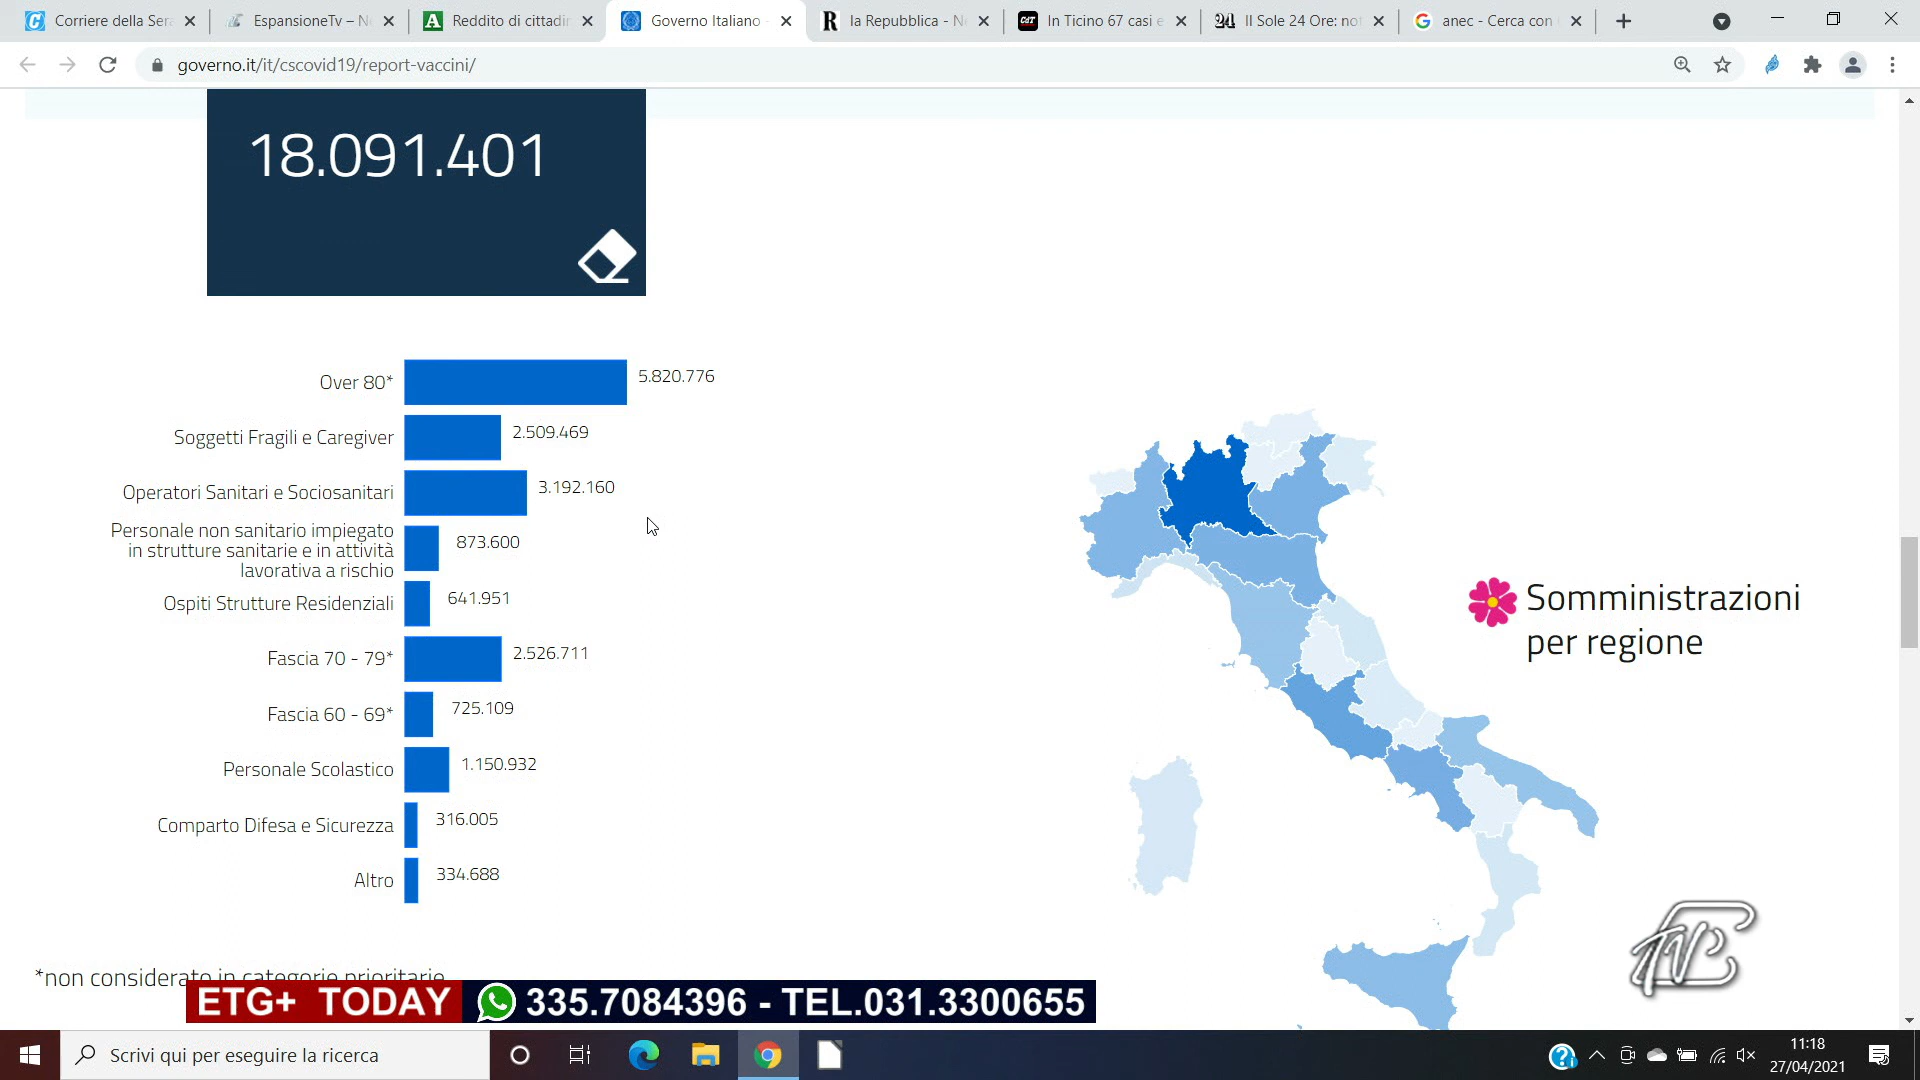 Corriere della Sera
EspansioneTv – Ne
Reddito di cittadin
Governo Italiano -
la Repubblica - Ne
In Ticino 67 casi e
Il Sole 24 Ore: not
anec - Cerca con
governo.it/it/cscovid19/report-vaccini/
18.091.401
Over 80* 5.820.776
Soggetti Fragili e Caregiver 2.509.469
Operatori Sanitari e Sociosanitari 3.192.160
Personale non sanitario impiegato
in strutture sanitarie e in attività
lavorativa a rischio 873.600
Ospiti Strutture Residenziali 641.951
Fascia 70 - 79* 2.526.711
Fascia 60 - 69* 725.109
Personale Scolastico 1.150.932
Comparto Difesa e Sicurezza 316.005
Altro 334.688
Somministrazioni
per regione
*non considerato in categorie prioritarie
ETG+ TODAY 335.7084396 - TEL.031.3300655
Scrivi qui per eseguire la ricerca
11:18
27/04/2021